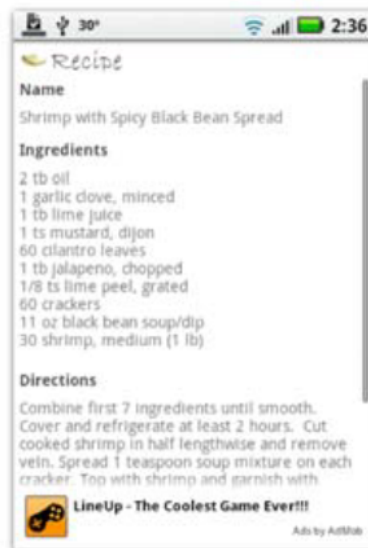 30° 2:36
Recipe
Name
Shrimp with Spicy Black Bean Spread
Ingredients
2 tb oil
1 garlic clove, minced
1 tb lime juice
1 ts mustard, dijon
60 cilantro leaves
1 tb jalapeno, chopped
1/8 ts lime peel, grated
60 crackers
11 oz black bean soup/dip
30 shrimp, medium (1 lb)
Directions
Combine first 7 ingredients until smooth.
Cover and refrigerate at least 2 hours. Cut
cooked shrimp in half lengthwise and remove
vein. Spread 1 teaspoon soup mixture on each
cracker. Top with shrimp and garnish with
LineUp - The Coolest Game Ever!!!
Ads by AdMob